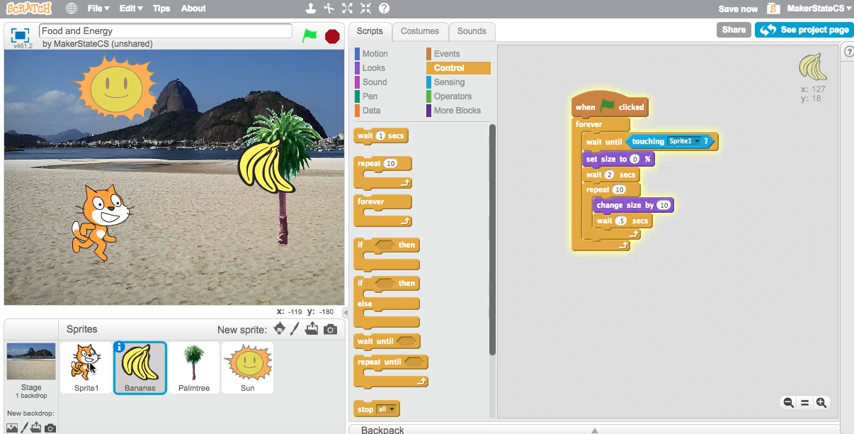 SCRATCH
File
Edit
Tips
About
Save now
MakerStateCS
Food and Energy
by MakerStateCS (unshared)
v461.2
Share
See project page
Scripts
Costumes
Sounds
Motion
Events
Looks
Control
Sound
Sensing
Pen
Operators
Data
More Blocks
wait 1 secs
repeat 10
forever
if then
if then
else
wait until
repeat until
stop all
when clicked
forever
wait until touching Sprite1 ?
set size to 0 %
wait 2 secs
repeat 10
change size by 10
wait .5 secs
x: 127
y: 18
x: -119 y: -180
Sprites
New sprite:
Stage
1 backdrop
New backdrop:
Sprite1
Bananas
Palmtree
Sun
Backpack